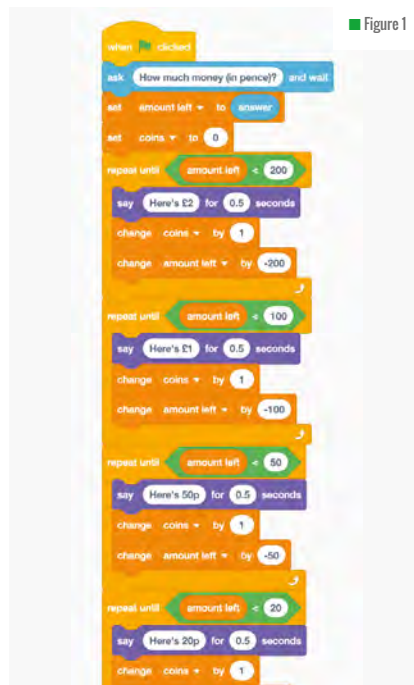 Figure 1
when clicked
ask How much money (in pence)? and wait
set amount left to answer
set coins to 0
repeat until amount left < 200
say Here's £2 for 0.5 seconds
change coins by 1
change amount left by -200
repeat until amount left < 100
say Here's £1 for 0.5 seconds
change coins by 1
change amount left by -100
repeat until amount left < 50
say Here's 50p for 0.5 seconds
change coins by 1
change amount left by -50
repeat until amount left < 20
say Here's 20p for 0.5 seconds
change coins by 1